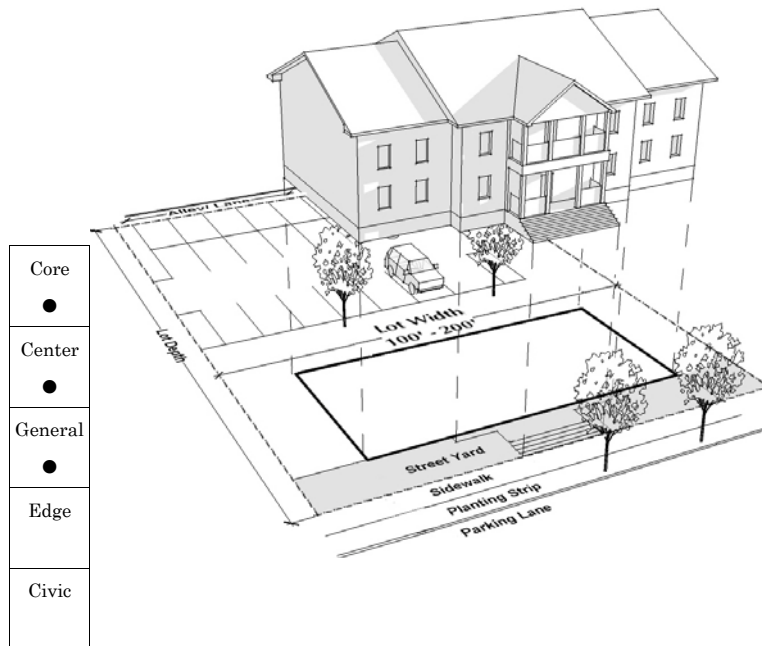 Core
●
Center
●
General
●
Edge
Civic
Alley/ Lane
Lot Depth
Lot Width
100' - 200'
Street Yard
Sidewalk
Planting Strip
Parking Lane